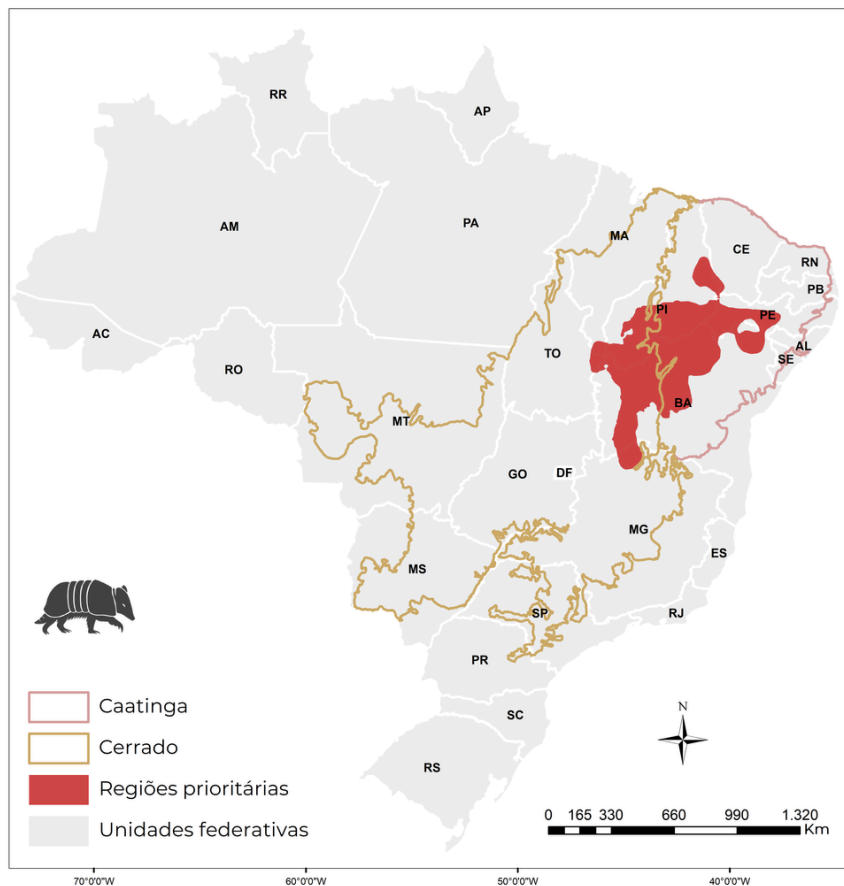 RR
AP
AM
PA
MA
CE
RN
PB
PI
PE
AL
SE
AC
RO
TO
BA
MT
GO
DF
MG
ES
MS
SP
RJ
PR
SC
RS
N
Caatinga
Cerrado
Regiões prioritárias
Unidades federativas
0 165 330 660 990 1.320
Km
70°0'0"W 60°0'0"W 50°0'0"W 40°0'0"W